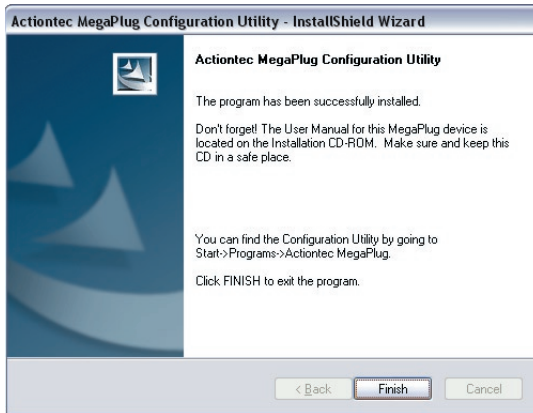 Actiontec MegaPlug Configuration Utility - InstallShield Wizard
Actiontec MegaPlug Configuration Utility
The program has been successfully installed.
Don't forget! The User Manual for this MegaPlug device is
located on the Installation CD-ROM. Make sure and keep this
CD in a safe place.
You can find the Configuration Utility by going to
Start->Programs->Actiontec MegaPlug.
Click FINISH to exit the program.
< Back
Finish
Cancel